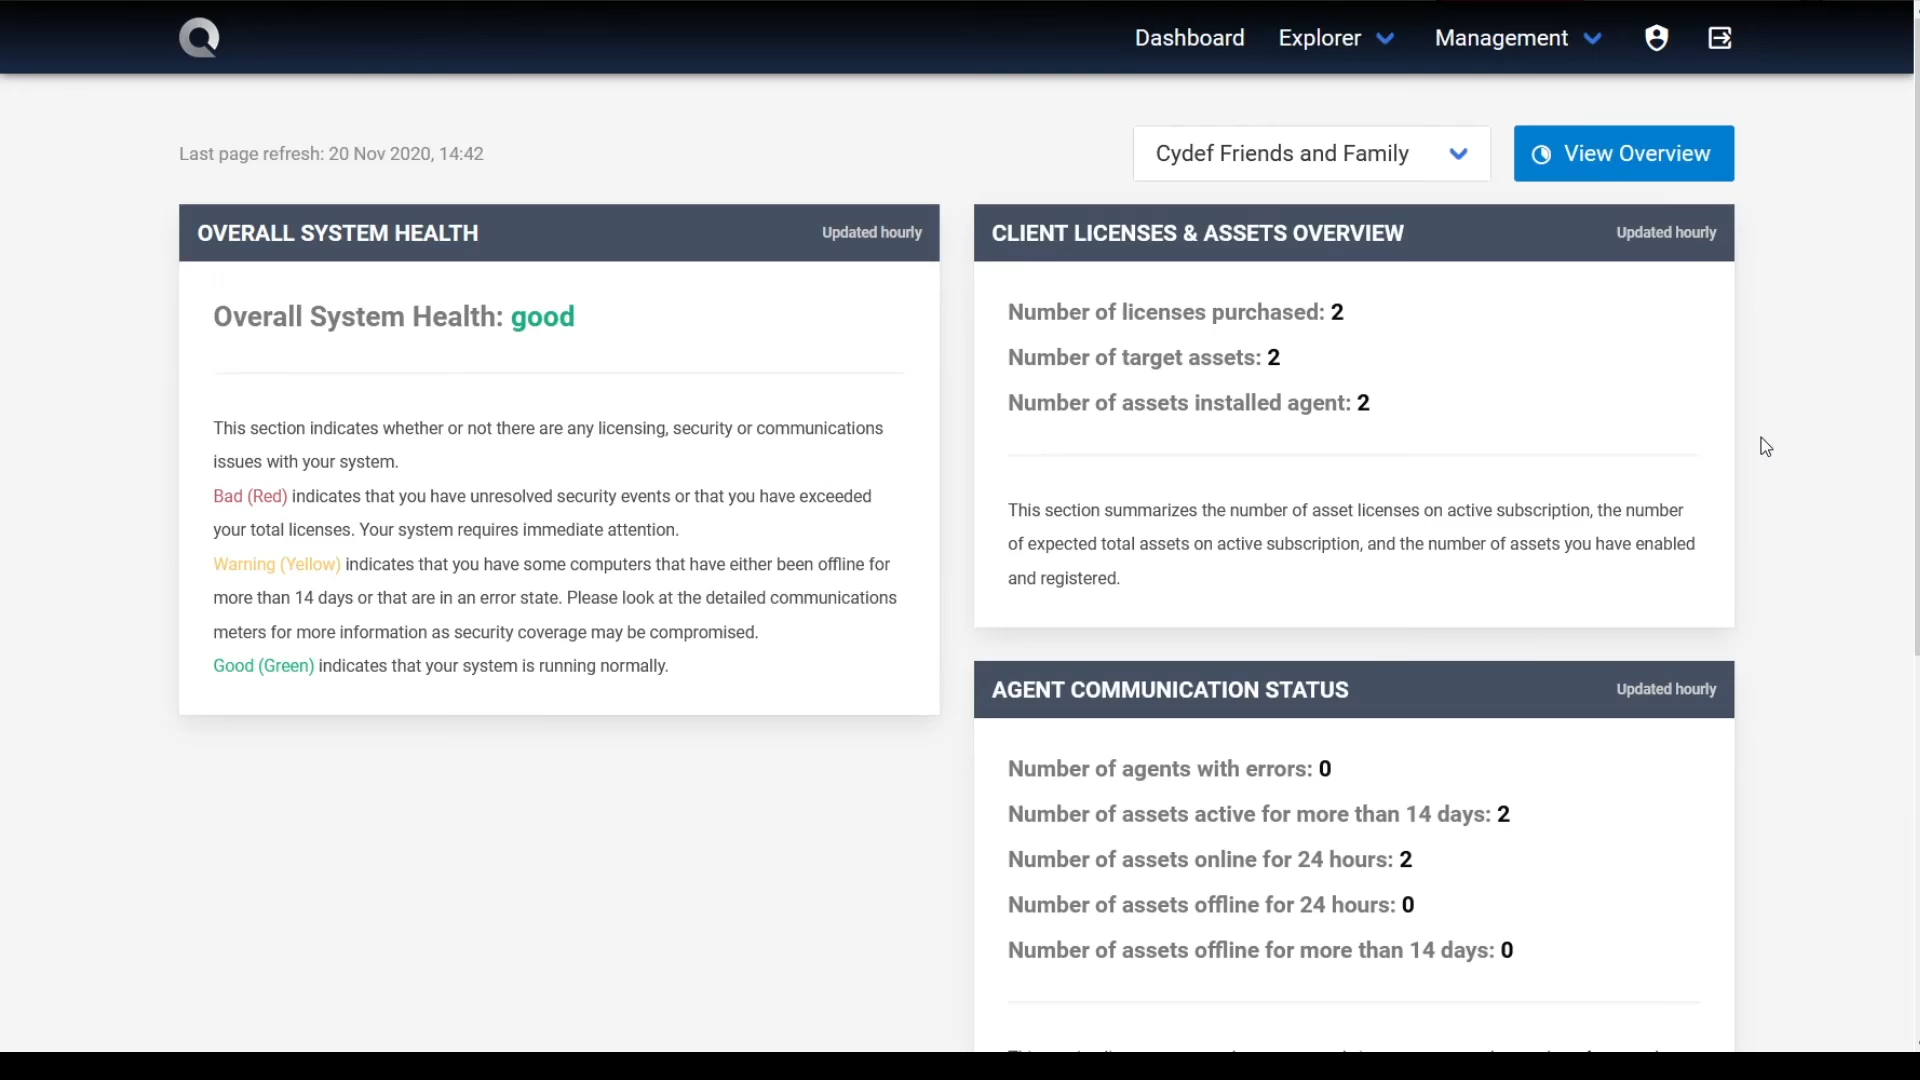 Dashboard Explorer Management
Last page refresh: 20 Nov 2020, 14:42
Cydef Friends and Family
View Overview
OVERALL SYSTEM HEALTH
Updated hourly
Overall System Health: good
This section indicates whether or not there are any licensing, security or communications
issues with your system.
Bad (Red) indicates that you have unresolved security events or that you have exceeded
your total licenses. Your system requires immediate attention.
Warning (Yellow) indicates that you have some computers that have either been offline for
more than 14 days or that are in an error state. Please look at the detailed communications
meters for more information as security coverage may be compromised.
Good (Green) indicates that your system is running normally.
CLIENT LICENSES & ASSETS OVERVIEW
Updated hourly
Number of licenses purchased: 2
Number of target assets: 2
Number of assets installed agent: 2
This section summarizes the number of asset licenses on active subscription, the number
of expected total assets on active subscription, and the number of assets you have enabled
and registered.
AGENT COMMUNICATION STATUS
Updated hourly
Number of agents with errors: 0
Number of assets active for more than 14 days: 2
Number of assets online for 24 hours: 2
Number of assets offline for 24 hours: 0
Number of assets offline for more than 14 days: 0